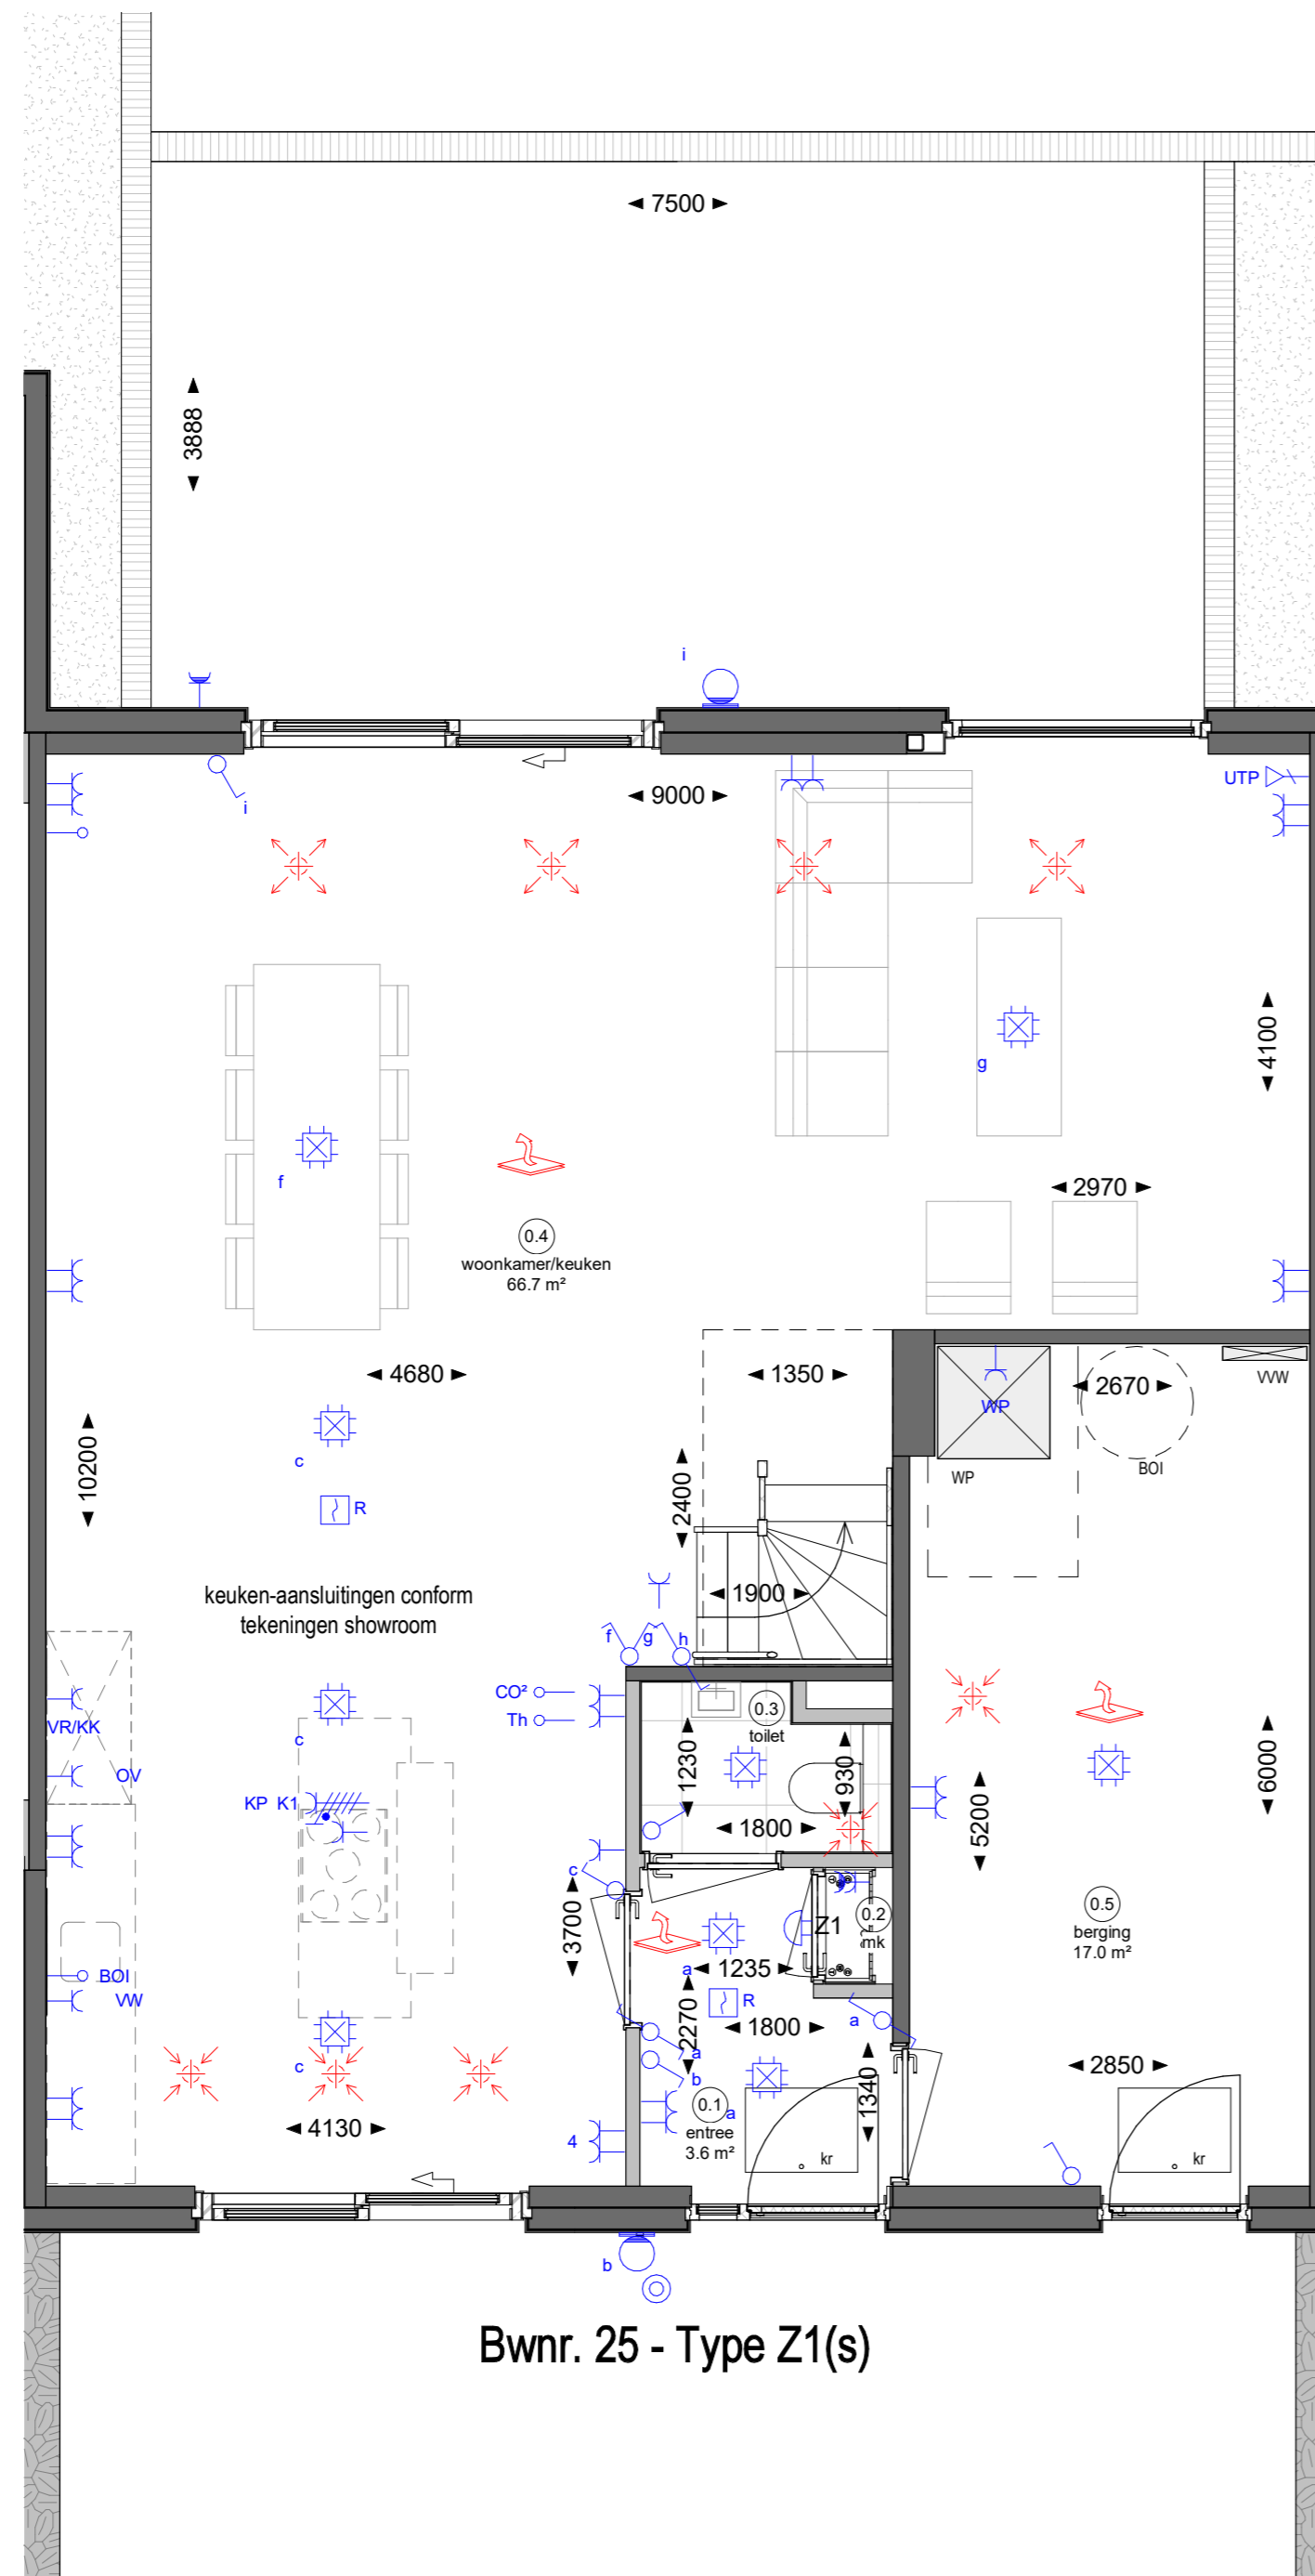 7500
3888
i
i
9000
UTP
4100
g
f
2970
0.4
woonkamer/keuken
66.7 m²
4680
1350
2670
VVW
WP
WP
BOI
c
10200
2400
R
keuken-aansluitingen conform
tekeningen showroom
1900
f
g
h
CO²
Th
0.3
toilet
VR/KK
c
1230
930
6000
OV
5200
KP K1
1800
c
0.5
berging
17.0 m²
3700
Z1
0.2
mk
BOI
VW
a
1235
R
2270
1800
a
a
b
c
1340
2850
0.1
a
entree
3.6 m²
4130
4
kr
kr
b
Bwnr. 25 - Type Z1(s)